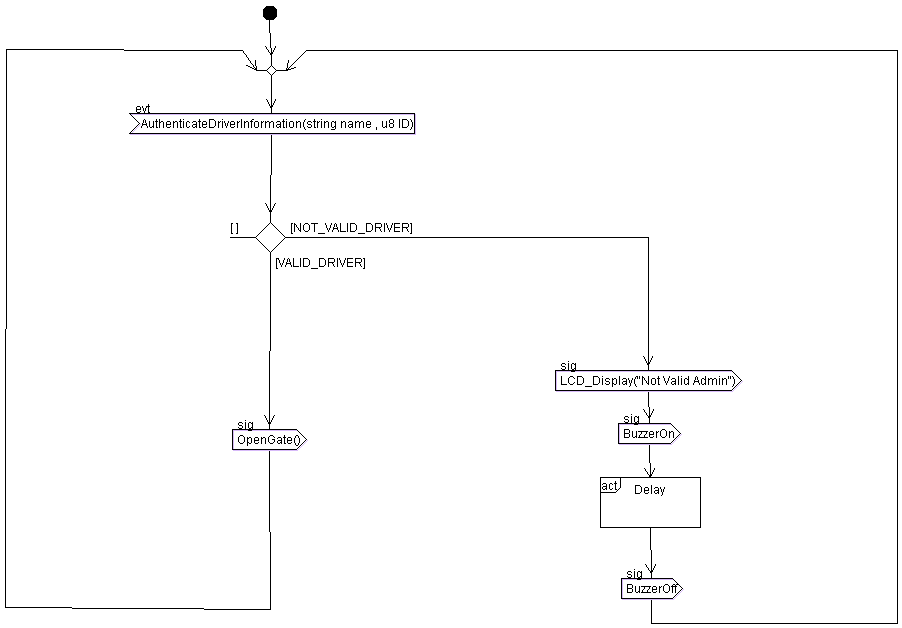 evt
AuthenticateDriverInformation(string name , u8 ID)
[ ]
[NOT_VALID_DRIVER]
[VALID_DRIVER]
sig
LCD_Display("Not Valid Admin")
sig
OpenGate()
sig
BuzzerOn
act
Delay
sig
BuzzerOff